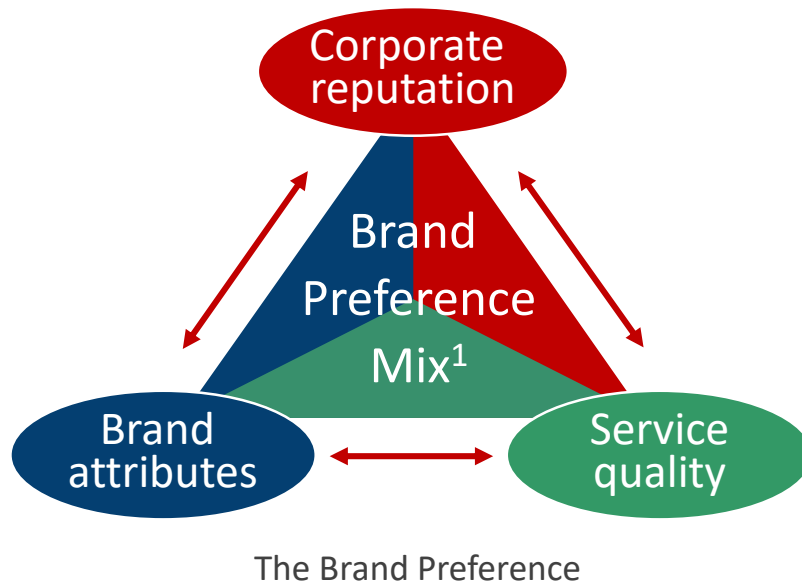 Corporate
reputation
Brand
Preference
Mix¹
Brand
attributes
Service
quality
The Brand Preference